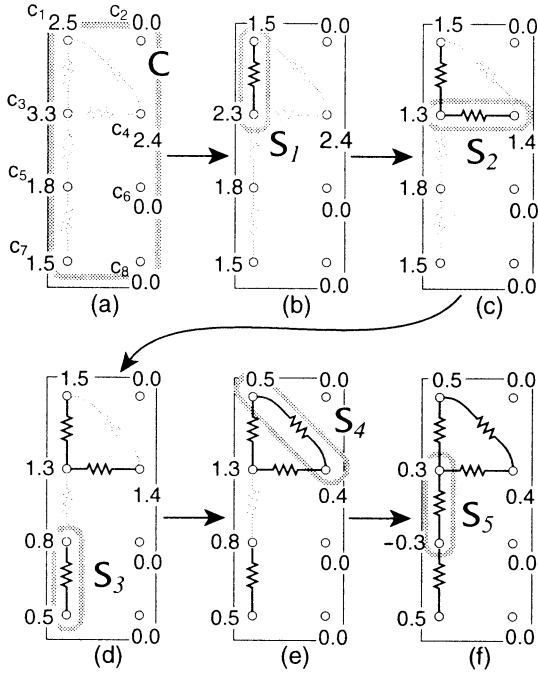 c1 c2
2.5 0.0 1.5 0.0 1.5 0.0
C
c3
3.3 2.3 1.3
c4
2.4 2.4 1.4
S1 S2
c5
1.8 c6 1.8 1.8
0.0 0.0 0.0
c7
1.5 c8 1.5 1.5
0.0 0.0 0.0
(a) (b) (c)
1.5 0.0 0.5 0.0 0.5 0.0
S4
1.3 1.3 0.3
1.4 0.4 0.4
0.8 0.8 -0.3
S3 S5
0.0 0.0 0.0
0.5 0.5 0.5
0.0 0.0 0.0
(d) (e) (f)